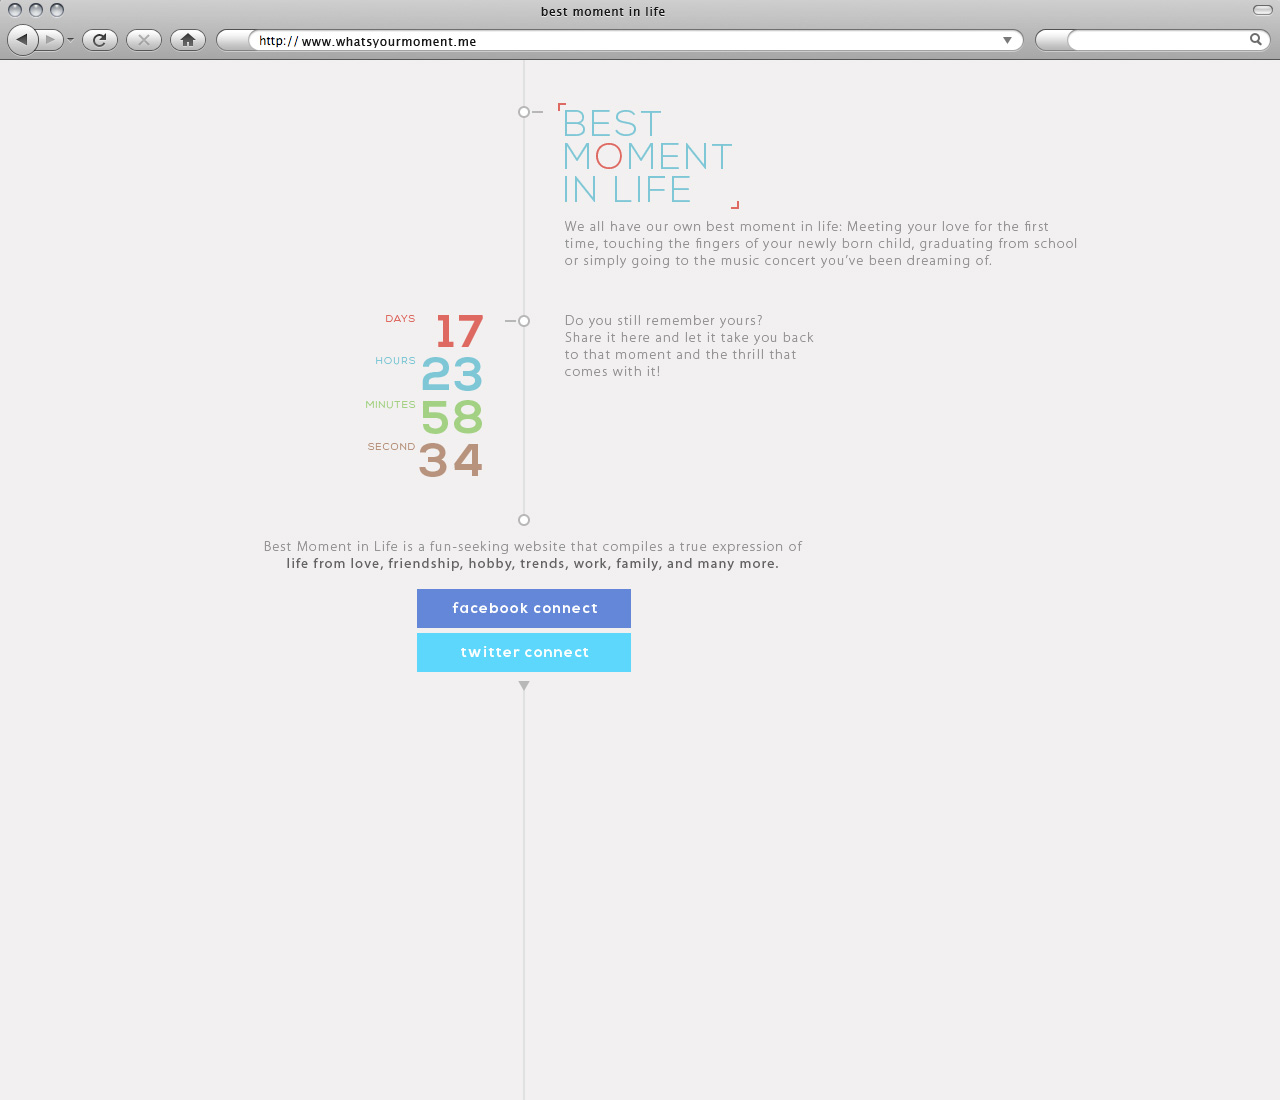 best moment in life
http:// www.whatsyourmoment.me
BEST
MOMENT
IN LIFE
We all have our own best moment in life: Meeting your love for the first
time, touching the fingers of your newly born child, graduating from school
or simply going to the music concert you've been dreaming of.
DAYS 17
HOURS 23
MINUTES 58
SECOND 34
Do you still remember yours?
Share it here and let it take you back
to that moment and the thrill that
comes with it!
Best Moment in Life is a fun-seeking website that compiles a true expression of
life from love, friendship, hobby, trends, work, family, and many more.
facebook connect
twitter connect